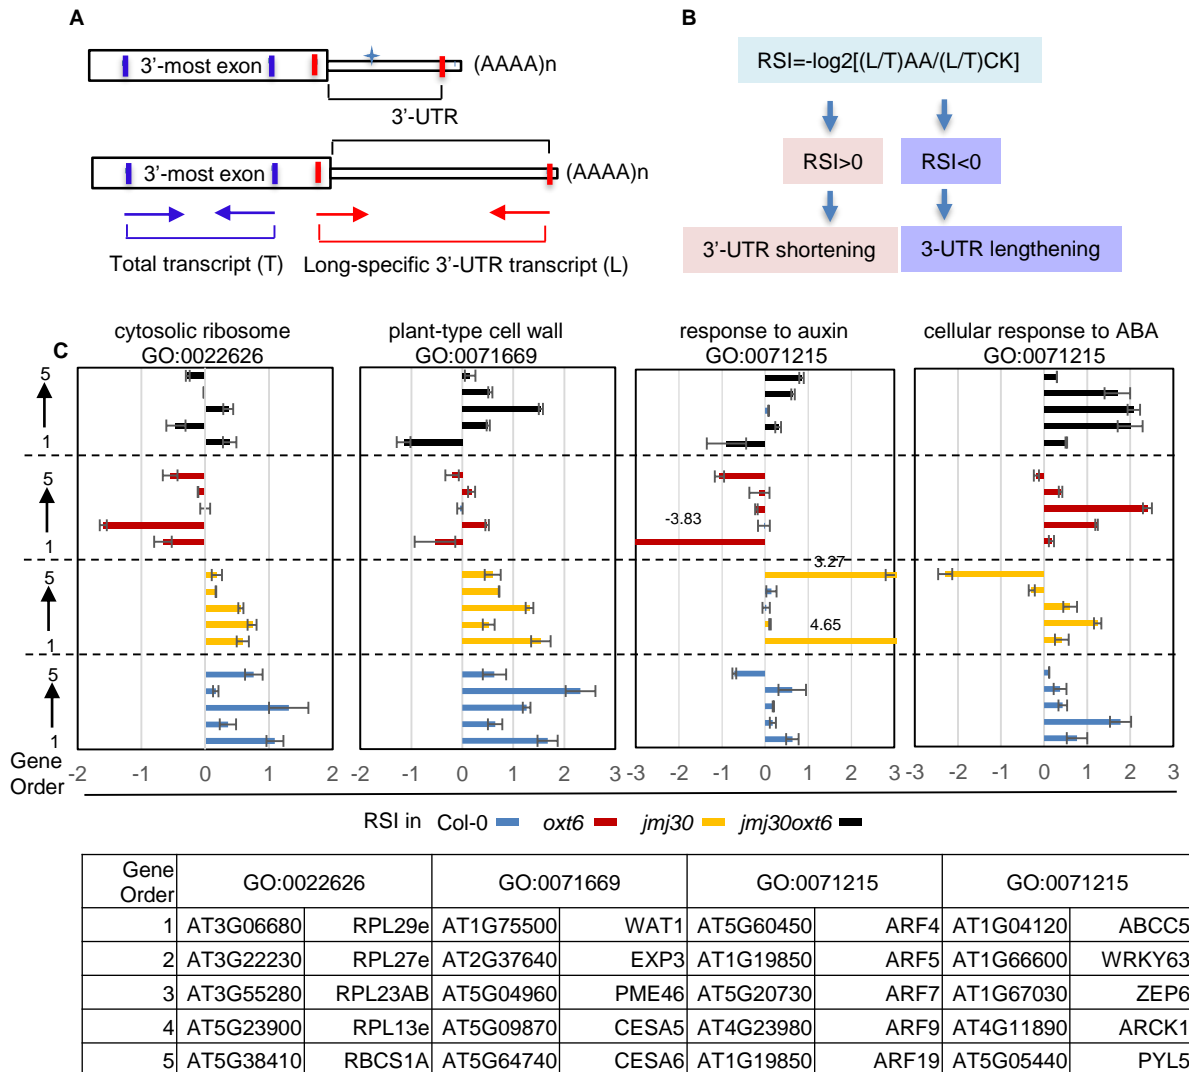 A
B
3'-most exon
(AAAA)n
3'-UTR
3'-most exon
(AAAA)n
Total transcript (T)
Long-specific 3'-UTR transcript (L)
RSI=-log2[(L/T)AA/(L/T)CK]
RSI>0
RSI<0
3'-UTR shortening
3-UTR lengthening
C
cytosolic ribosome
GO:0022626
plant-type cell wall
GO:0071669
response to auxin
GO:0071215
cellular response to ABA
GO:0071215
5
1
5
1
-3.83
5
1
3.27
4.65
5
1
Gene
Order
-2 -1 0 1 2
-2 -1 0 1 2 3
-3 -2 -1 0 1 2 3
-3 -2 -1 0 1 2 3
RSI in Col-0 oxt6 jmj30 jmj30oxt6
Gene Order GO:0022626 GO:0071669 GO:0071215 GO:0071215
1 AT3G06680 RPL29e AT1G75500 WAT1 AT5G60450 ARF4 AT1G04120 ABCC5
2 AT3G22230 RPL27e AT2G37640 EXP3 AT1G19850 ARF5 AT1G66600 WRKY63
3 AT3G55280 RPL23AB AT5G04960 PME46 AT5G20730 ARF7 AT1G67030 ZEP6
4 AT5G23900 RPL13e AT5G09870 CESA5 AT4G23980 ARF9 AT4G11890 ARCK1
5 AT5G38410 RBCS1A AT5G64740 CESA6 AT1G19850 ARF19 AT5G05440 PYL5